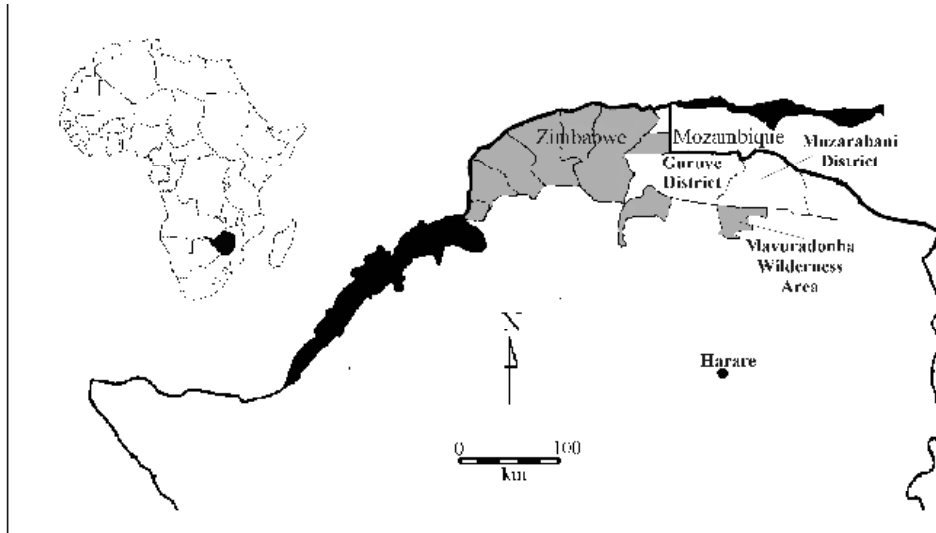 Zimbabwe
Mozambique
Muzarabani
District
Guruve
District
Mavuradonha
Wilderness
Area
N
Harare
0 100
km